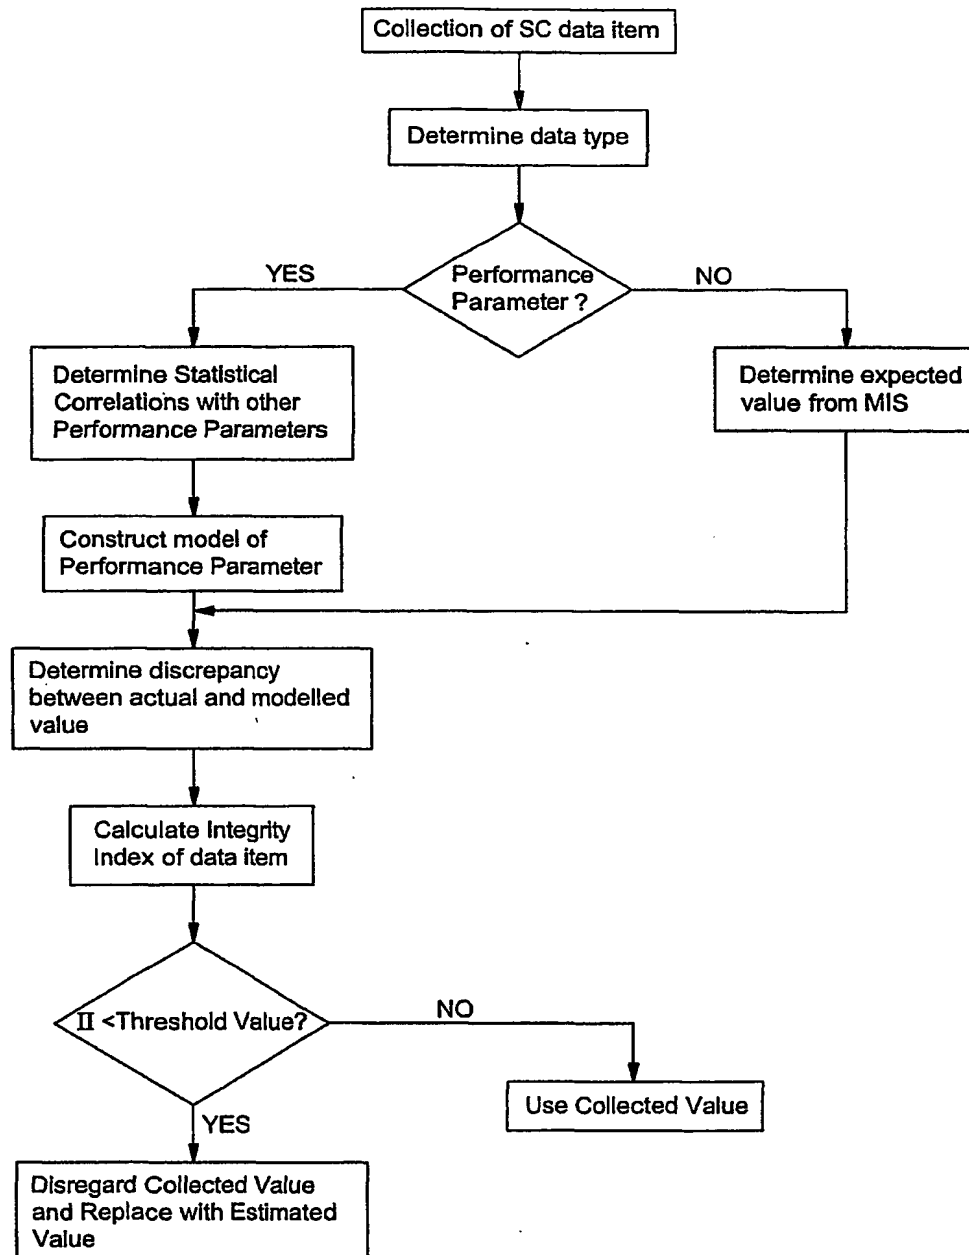 Collection of SC data item
Determine data type
Performance
Parameter ?
YES
NO
Determine Statistical
Correlations with other
Performance Parameters
Determine expected
value from MIS
Construct model of
Performance Parameter
Determine discrepancy
between actual and modelled
value
Calculate Integrity
Index of data item
II <Threshold Value?
NO
YES
Use Collected Value
Disregard Collected Value
and Replace with Estimated
Value